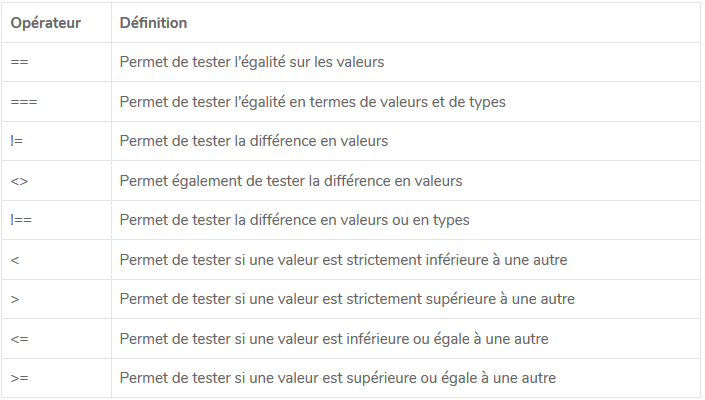 Opérateur Définition
== Permet de tester l’égalité sur les valeurs
=== Permet de tester l’égalité en termes de valeurs et de types
!= Permet de tester la différence en valeurs
<> Permet également de tester la différence en valeurs
!== Permet de tester la différence en valeurs ou en types
< Permet de tester si une valeur est strictement inférieure à une autre
> Permet de tester si une valeur est strictement supérieure à une autre
<= Permet de tester si une valeur est inférieure ou égale à une autre
>= Permet de tester si une valeur est supérieure ou égale à une autre